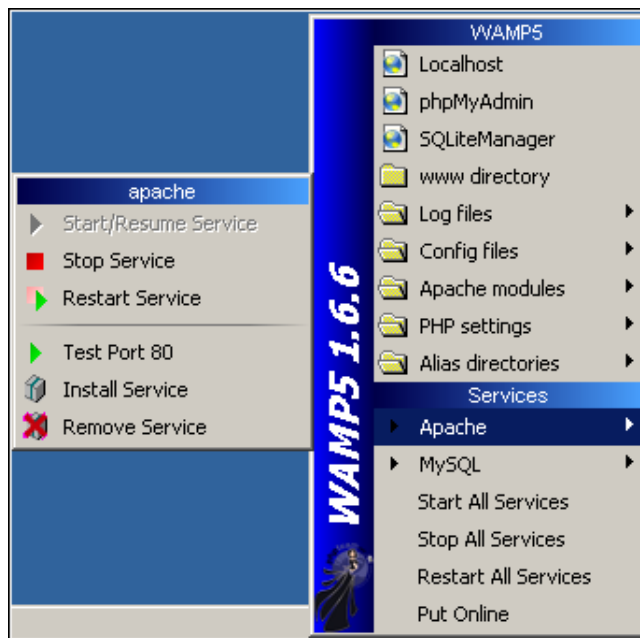 WAMP5
Localhost
phpMyAdmin
SQLiteManager
www directory
Log files
Config files
Apache modules
PHP settings
Alias directories
Services
Apache
MySQL
Start All Services
Stop All Services
Restart All Services
Put Online
WAMP5 1.6.6
apache
Start/Resume Service
Stop Service
Restart Service
Test Port 80
Install Service
Remove Service